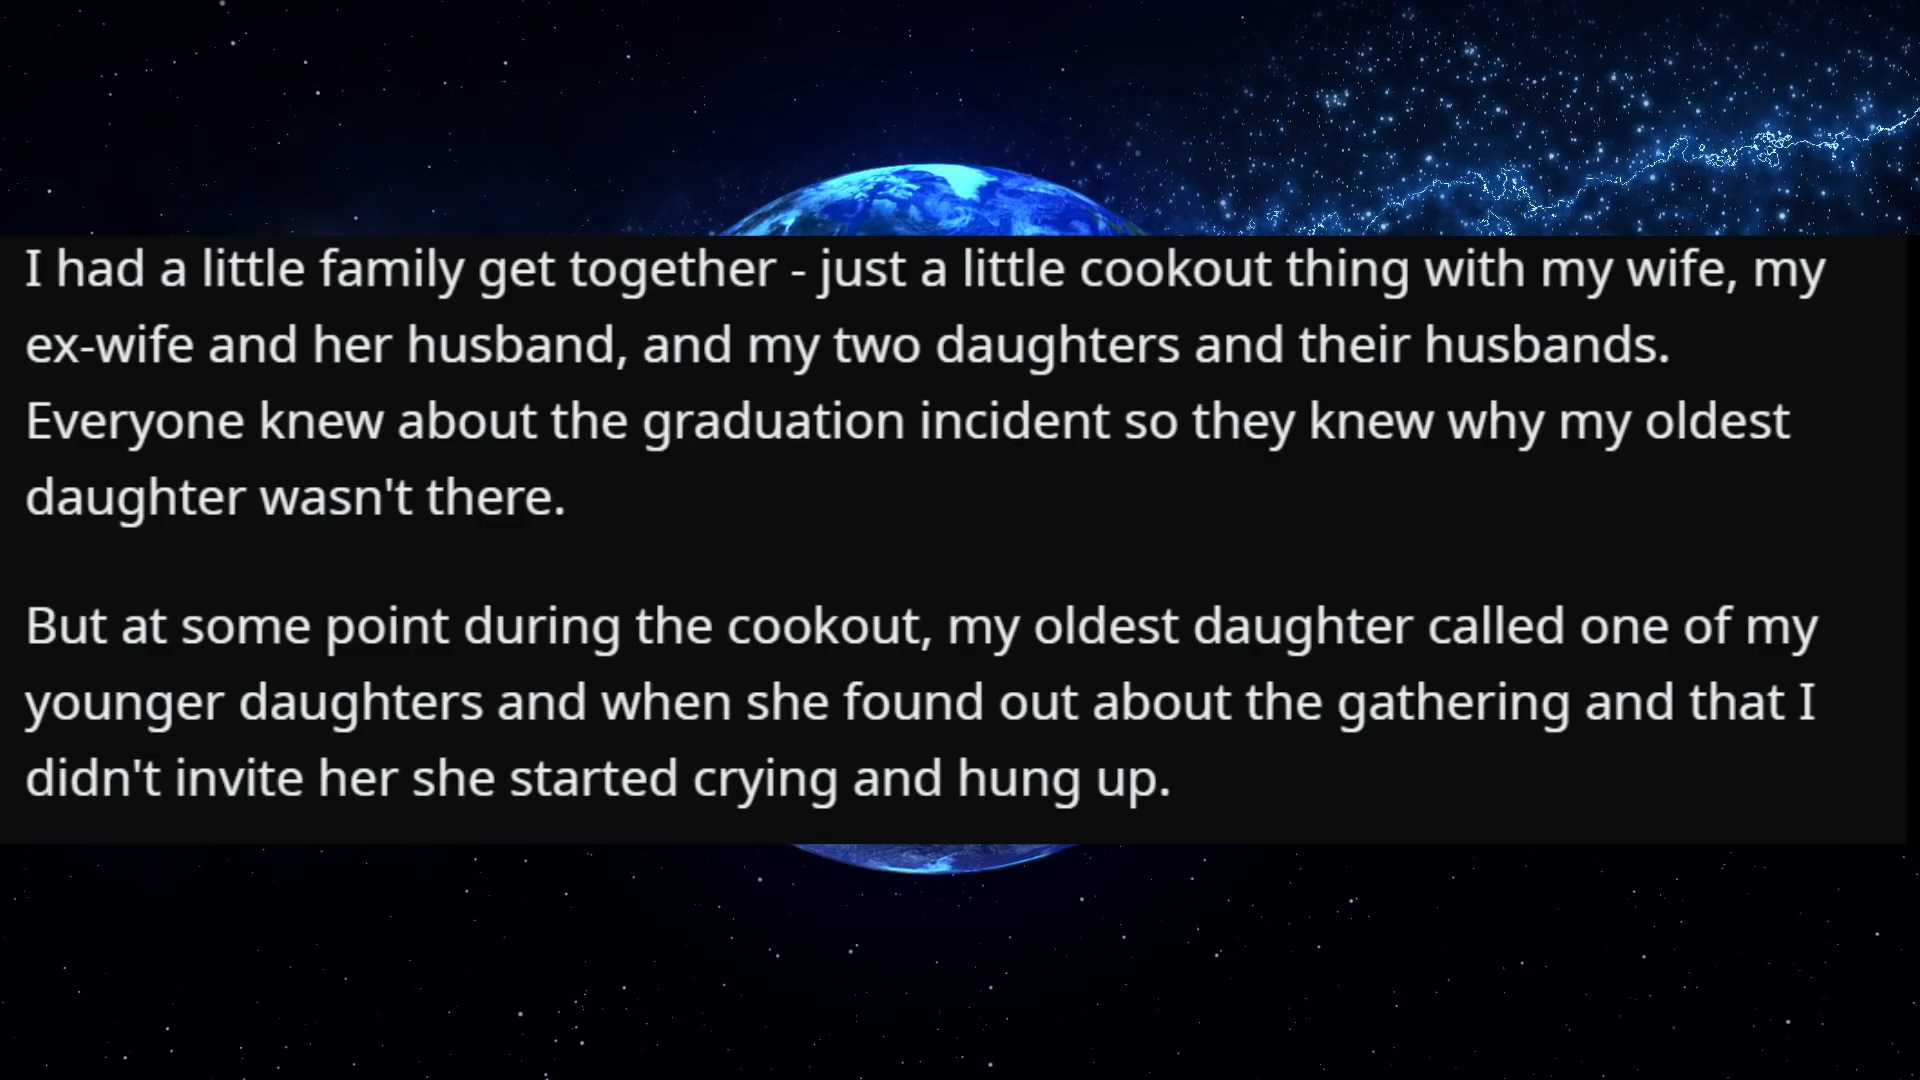 I had a little family get together - just a little cookout thing with my wife, my
ex-wife and her husband, and my two daughters and their husbands.
Everyone knew about the graduation incident so they knew why my oldest
daughter wasn't there.
But at some point during the cookout, my oldest daughter called one of my
younger daughters and when she found out about the gathering and that I
didn't invite her she started crying and hung up.